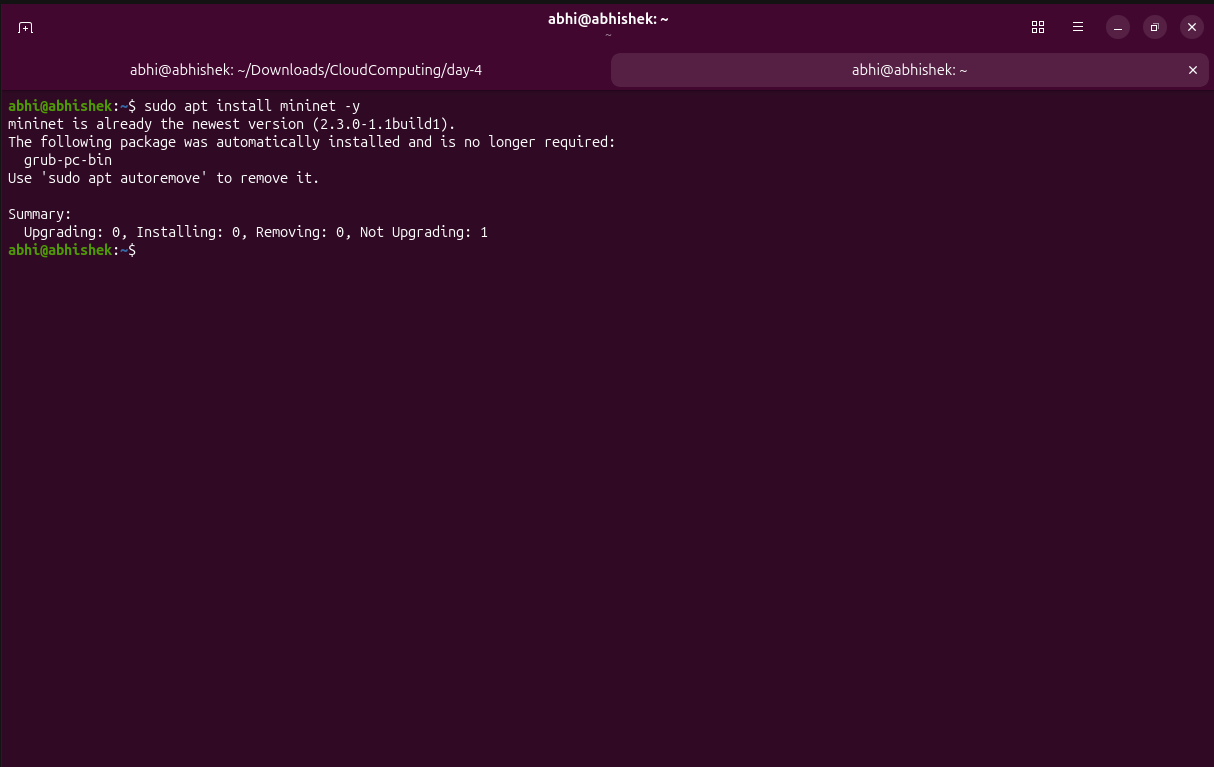 abhi@abhishek: ~
~
abhi@abhishek: ~/Downloads/CloudComputing/day-4
abhi@abhishek: ~
abhi@abhishek:~$ sudo apt install mininet -y
mininet is already the newest version (2.3.0-1.1build1).
The following package was automatically installed and is no longer required:
  grub-pc-bin
Use 'sudo apt autoremove' to remove it.

Summary:
  Upgrading: 0, Installing: 0, Removing: 0, Not Upgrading: 1
abhi@abhishek:~$